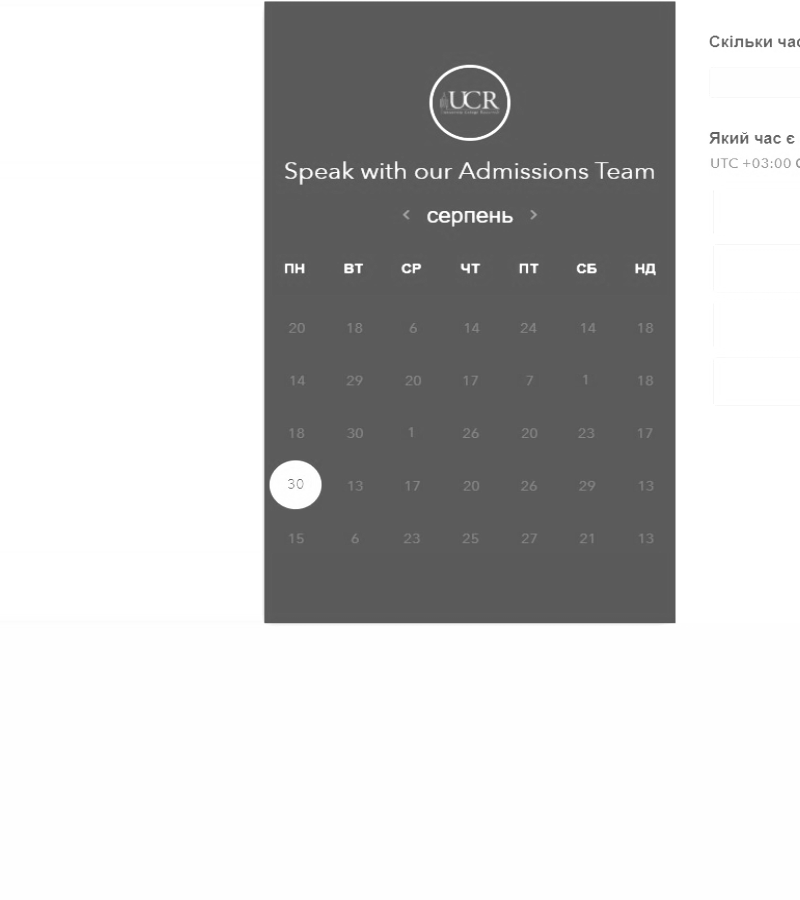 UCR
Speak with our Admissions Team
< серпень >
ПН ВТ СР ЧТ ПТ СБ НД
20 18 6 14 24 14 18
14 29 20 17 7 1 18
18 30 1 26 20 23 17
30 13 17 20 26 29 13
15 6 23 25 27 21 13
Скільки час
Який час є
UTC +03:00